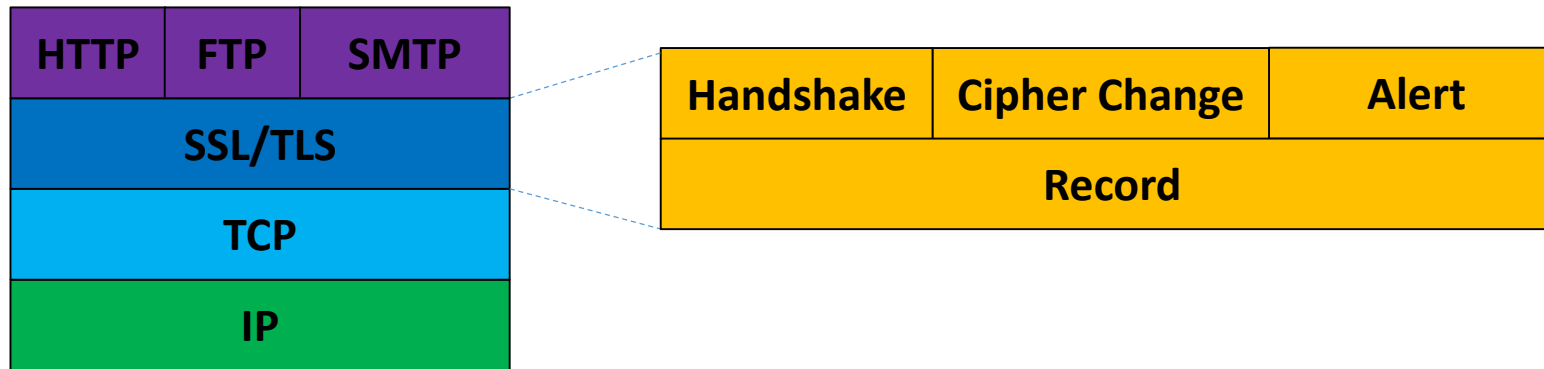 HTTP FTP SMTP
SSL/TLS
TCP
IP
Handshake Cipher Change Alert
Record